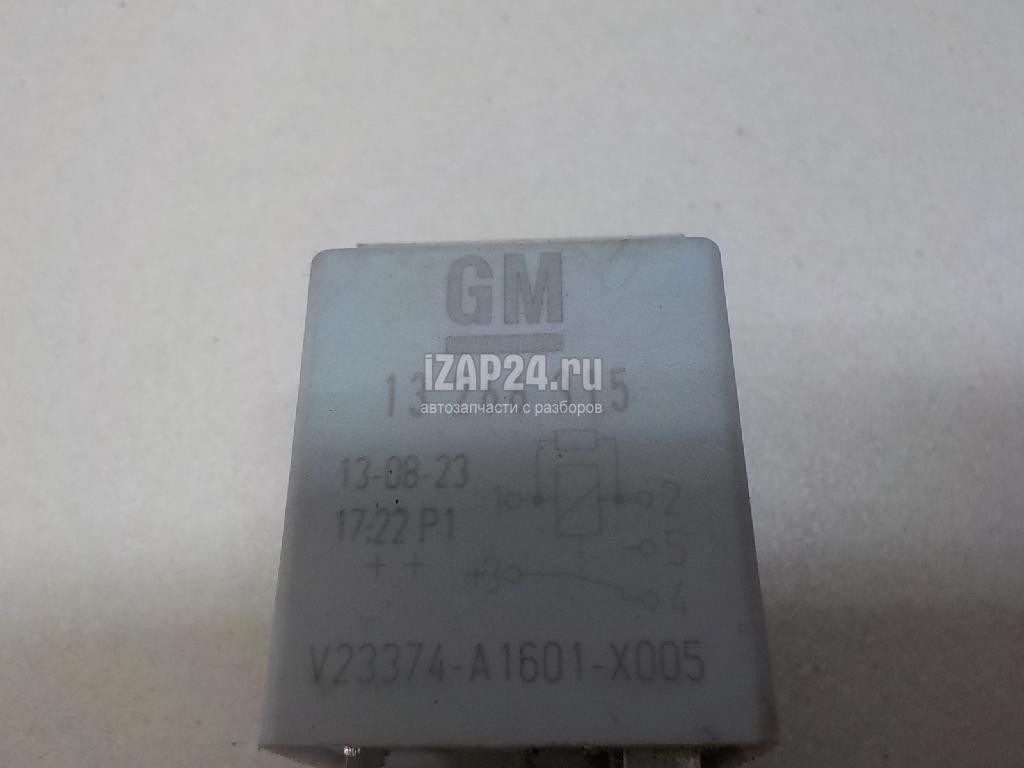 GM
iZAP24.ru
автозапчасти с разборов
13-08-23
17:22 P1
1
2
5
+3
4
V23374-A1601-X005